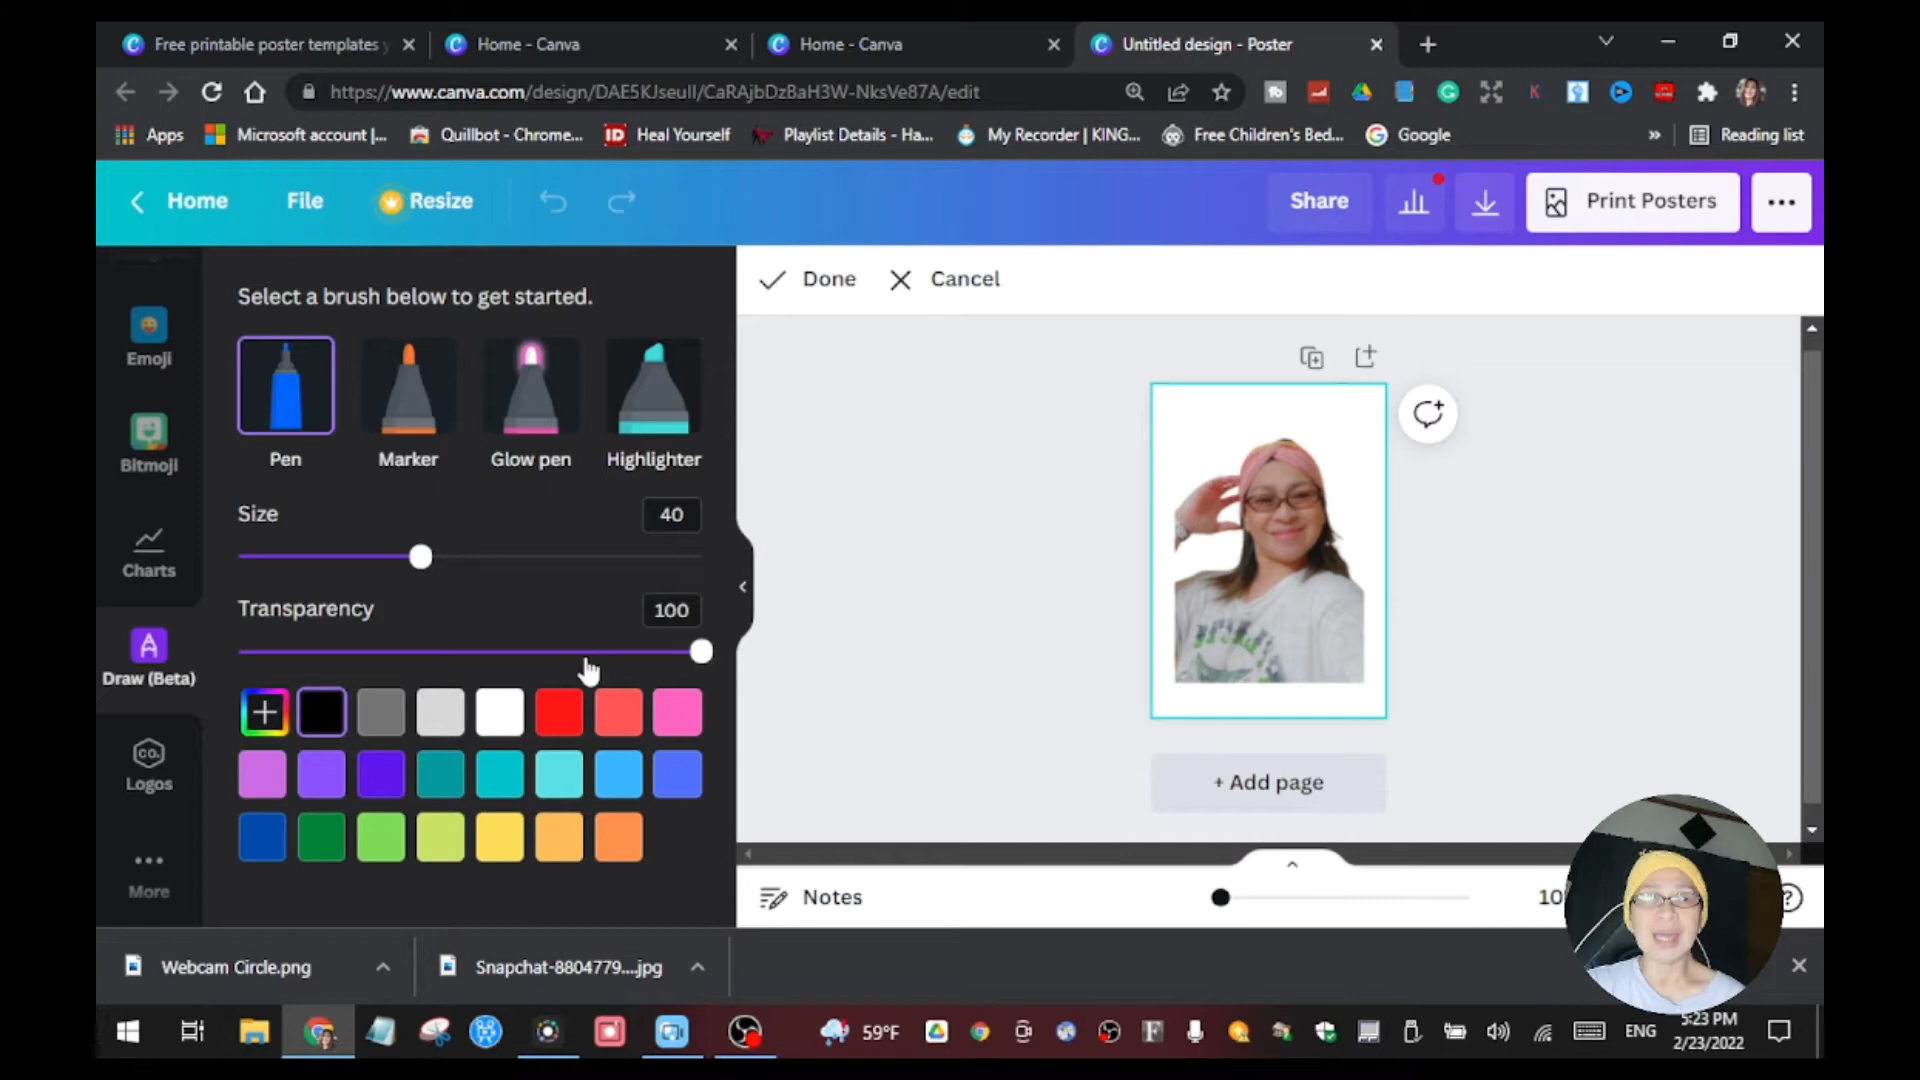 Free printable poster templates y
Home - Canva
Home - Canva
Untitled design - Poster
https://www.canva.com/design/DAE5KJseuII/CaRAjbDzBaH3W-NksVe87A/edit
Apps
Microsoft account |...
Quillbot - Chrome...
ID
Heal Yourself
Playlist Details - Ha...
My Recorder | KING...
Free Children's Bed...
Google
»
Reading list
Home
File
Resize
Share
Print Posters
Done
Cancel
Select a brush below to get started.
Pen
Marker
Glow pen
Highlighter
Size
40
Transparency
100
Emoji
Bitmoji
Charts
Draw (Beta)
CO.
Logos
More
+ Add page
Notes
10
Webcam Circle.png
Snapchat-8804779....jpg
59°F
ENG
5:23 PM
2/23/2022